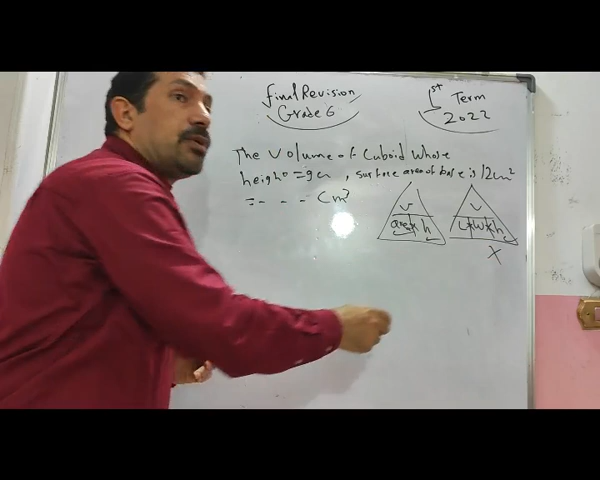 final Revision
Grade 6
1st Term
2022
The Volume of Cuboid whose
height = 9cm, surface area of base is 12cm²
= - - - Cm³
V
area × h
V
L × W × h
X